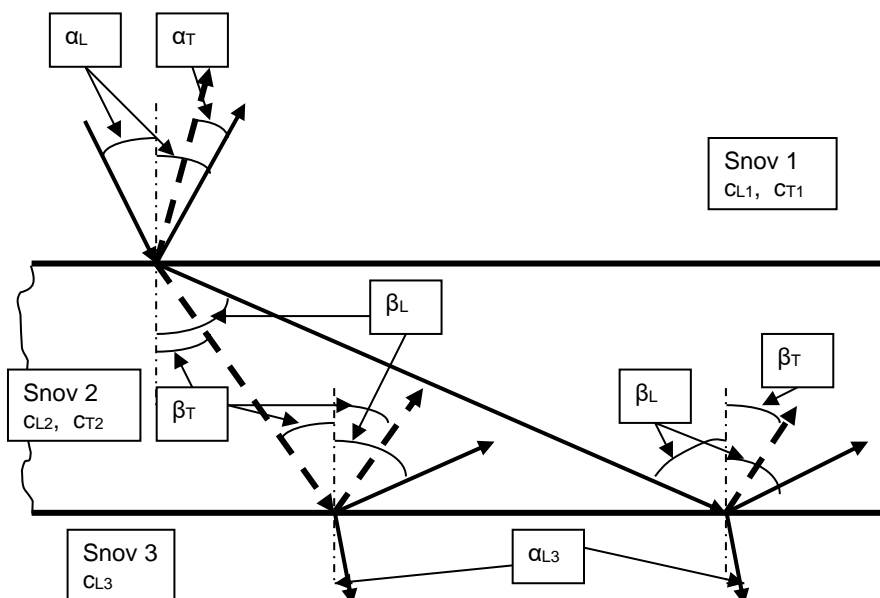 αL
αT
Snov 1
cL1, cT1
βL
βT
βL
Snov 2
cL2, cT2
βT
Snov 3
cL3
αL3